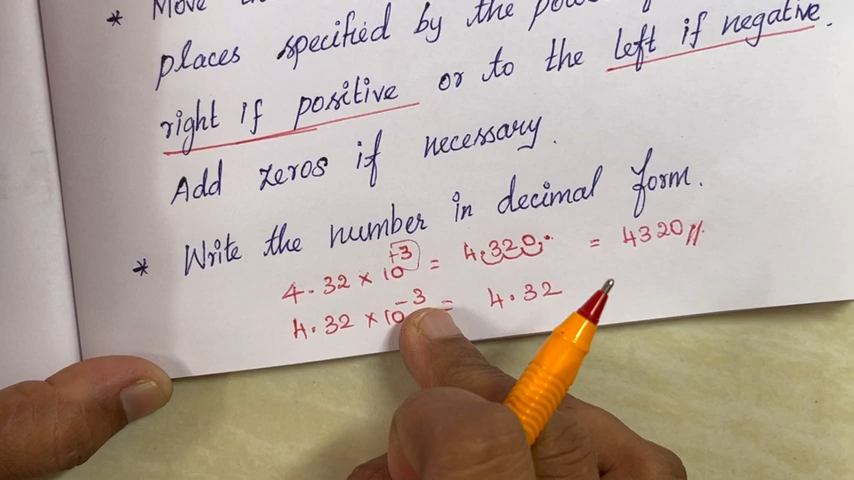 * Move
places specified by the
right if positive or to the left if negative.
Add zeros if necessary.
* Write the number in decimal form.
4.32 × 10⁺³ = 4.320. = 4320//.
4.32 × 10⁻³ = 4.32